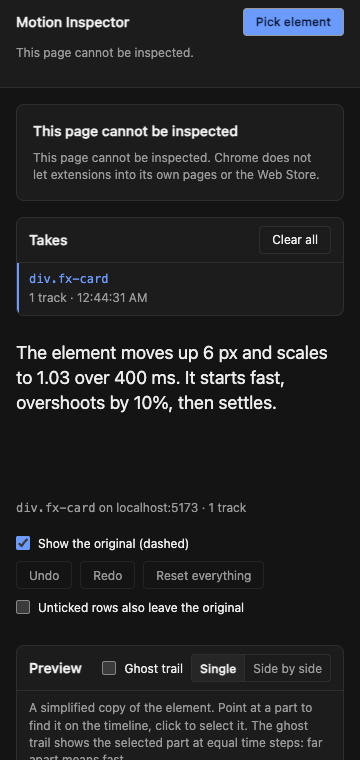 Motion Inspector
Pick element
This page cannot be inspected.
This page cannot be inspected
This page cannot be inspected. Chrome does not
let extensions into its own pages or the Web Store.
Takes
Clear all
div.fx-card
1 track · 12:44:31 AM
The element moves up 6 px and scales
to 1.03 over 400 ms. It starts fast,
overshoots by 10%, then settles.
div.fx-card on localhost:5173 · 1 track
Show the original (dashed)
Undo
Redo
Reset everything
Unticked rows also leave the original
Preview
Ghost trail
Single
Side by side
A simplified copy of the element. Point at a part to
find it on the timeline, click to select it. The ghost
trail shows the selected part at equal time steps: far
apart means fast